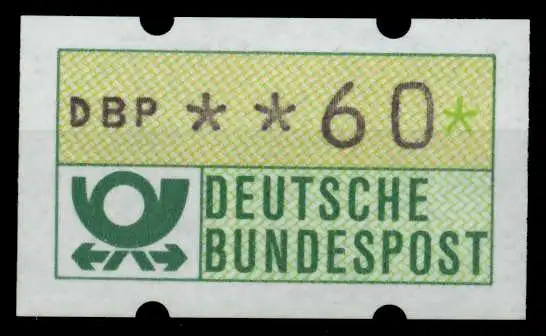 DBP **60*
DEUTSCHE
BUNDESPOST